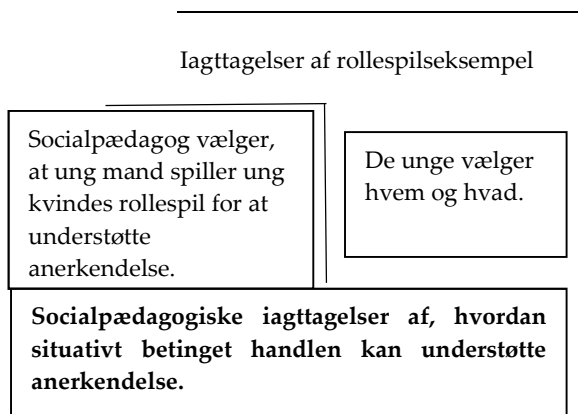 Iagttagelser af rollespilseksempel
Socialpædagog vælger,
at ung mand spiller ung
kvindes rollespil for at
understøtte
anerkendelse.
De unge vælger
hvem og hvad.
Socialpædagogiske iagttagelser af, hvordan
situativt betinget handlen kan understøtte
anerkendelse.